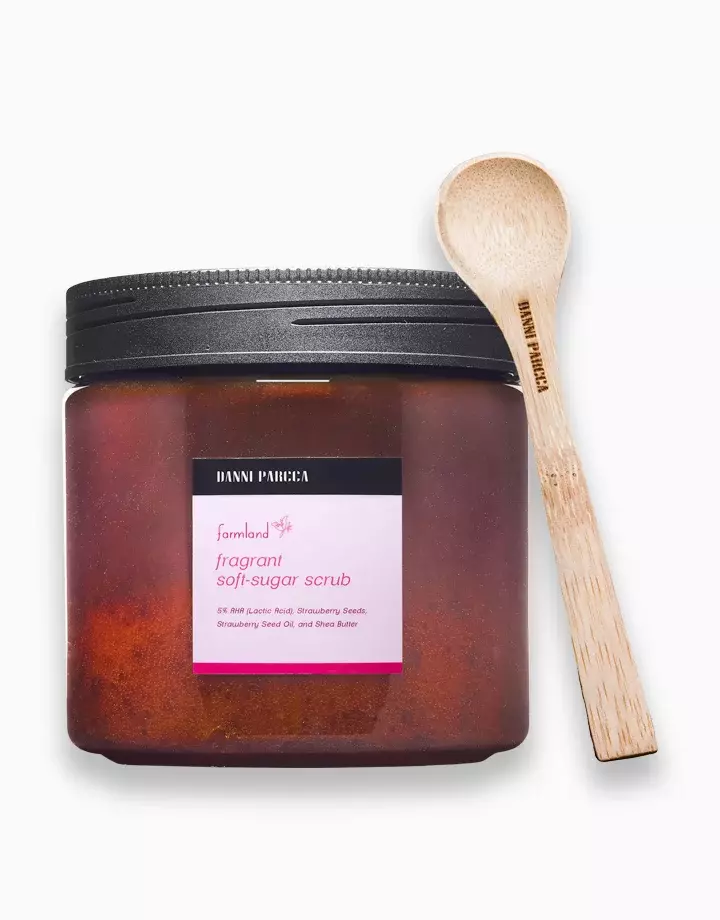 DANNI PARCCA
farmland
fragrant
soft-sugar scrub
5% AHA (Lactic Acid), Strawberry Seeds,
Strawberry Seed Oil, and Shea Butter
DANNI PARCCA